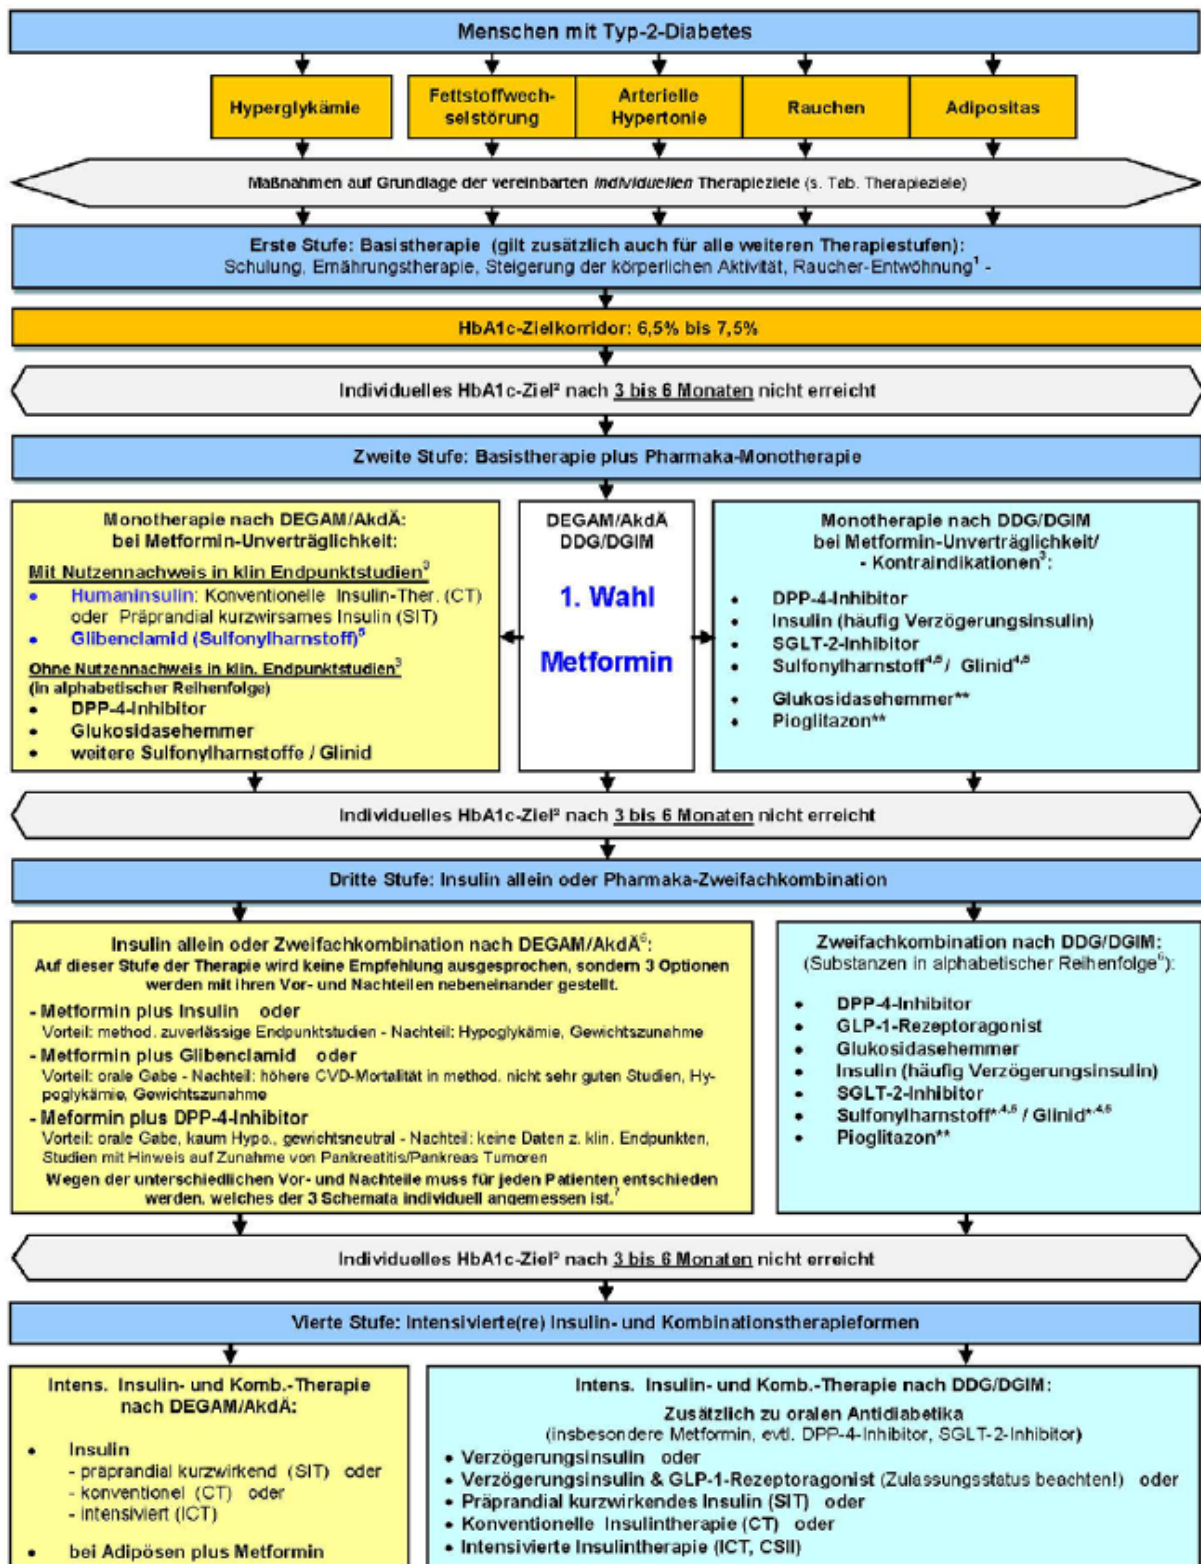 Menschen mit Typ-2-Diabetes
Hyperglykämie
Fettstoffwech-
selstörung
Arterielle
Hypertonie
Rauchen
Adipositas
Maßnahmen auf Grundlage der vereinbarten individuellen Therapieziele (s. Tab. Therapieziele)
Erste Stufe: Basistherapie (gilt zusätzlich auch für alle weiteren Therapiestufen):
Schulung, Ernährungstherapie, Steigerung der körperlichen Aktivität, Raucher-Entwöhnung¹ -
HbA1c-Zielkorridor: 6,5% bis 7,5%
Individuelles HbA1c-Ziel² nach 3 bis 6 Monaten nicht erreicht
Zweite Stufe: Basistherapie plus Pharmaka-Monotherapie
Monotherapie nach DEGAM/AkdÄ:
bei Metformin-Unverträglichkeit:
Mit Nutzennachweis in klin Endpunktstudien³
• Humaninsulin: Konventionelle Insulin-Ther. (CT)
oder Präprandial kurzwirsames Insulin (SIT)
• Glibenclamid (Sulfonylharnstoff)⁵
Ohne Nutzennachweis in klin. Endpunktstudien³
(in alphabetischer Reihenfolge)
• DPP-4-Inhibitor
• Glukosidasehemmer
• weitere Sulfonylharnstoffe / Glinid
DEGAM/AkdÄ
DDG/DGIM
1. Wahl
Metformin
Monotherapie nach DDG/DGIM
bei Metformin-Unverträglichkeit/
- Kontraindikationen³:
• DPP-4-Inhibitor
• Insulin (häufig Verzögerungsinsulin)
• SGLT-2-Inhibitor
• Sulfonylharnstoff⁴,⁵ / Glinid⁴,⁵
• Glukosidasehemmer**
• Pioglitazon**
Individuelles HbA1c-Ziel² nach 3 bis 6 Monaten nicht erreicht
Dritte Stufe: Insulin allein oder Pharmaka-Zweifachkombination
Insulin allein oder Zweifachkombination nach DEGAM/AkdÄ⁶:
Auf dieser Stufe der Therapie wird keine Empfehlung ausgesprochen, sondern 3 Optionen
werden mit ihren Vor- und Nachteilen nebeneinander gestellt.
- Metformin plus Insulin oder
Vorteil: method. zuverlässige Endpunktstudien - Nachteil: Hypoglykämie, Gewichtszunahme
- Metformin plus Glibenclamid oder
Vorteil: orale Gabe - Nachteil: höhere CVD-Mortalität in method. nicht sehr guten Studien, Hy-
poglykämie, Gewichtszunahme
- Meformin plus DPP-4-Inhibitor
Vorteil: orale Gabe, kaum Hypo., gewichtsneutral - Nachteil: keine Daten z. klin. Endpunkten,
Studien mit Hinweis auf Zunahme von Pankreatitis/Pankreas Tumoren
Wegen der unterschiedlichen Vor- und Nachteile muss für jeden Patienten entschieden
werden, welches der 3 Schemata individuell angemessen ist.⁷
Zweifachkombination nach DDG/DGIM:
(Substanzen in alphabetischer Reihenfolge⁶):
• DPP-4-Inhibitor
• GLP-1-Rezeptoragonist
• Glukosidasehemmer
• Insulin (häufig Verzögerungsinsulin)
• SGLT-2-Inhibitor
• Sulfonylharnstoff*,⁴,⁵ / Glinid*,⁴,⁵
• Pioglitazon**
Individuelles HbA1c-Ziel² nach 3 bis 6 Monaten nicht erreicht
Vierte Stufe: Intensivierte(re) Insulin- und Kombinationstherapieformen
Intens. Insulin- und Komb.-Therapie
nach DEGAM/AkdÄ:
• Insulin
- präprandial kurzwirkend (SIT) oder
- konventionel (CT) oder
- intensiviert (ICT)
• bei Adipösen plus Metformin
Intens. Insulin- und Komb.-Therapie nach DDG/DGIM:
Zusätzlich zu oralen Antidiabetika
(insbesondere Metformin, evtl. DPP-4-Inhibitor, SGLT-2-Inhibitor)
• Verzögerungsinsulin oder
• Verzögerungsinsulin & GLP-1-Rezeptoragonist (Zulassungsstatus beachten!) oder
• Präprandial kurzwirkendes Insulin (SIT) oder
• Konventionelle Insulintherapie (CT) oder
• Intensivierte Insulintherapie (ICT, CSII)